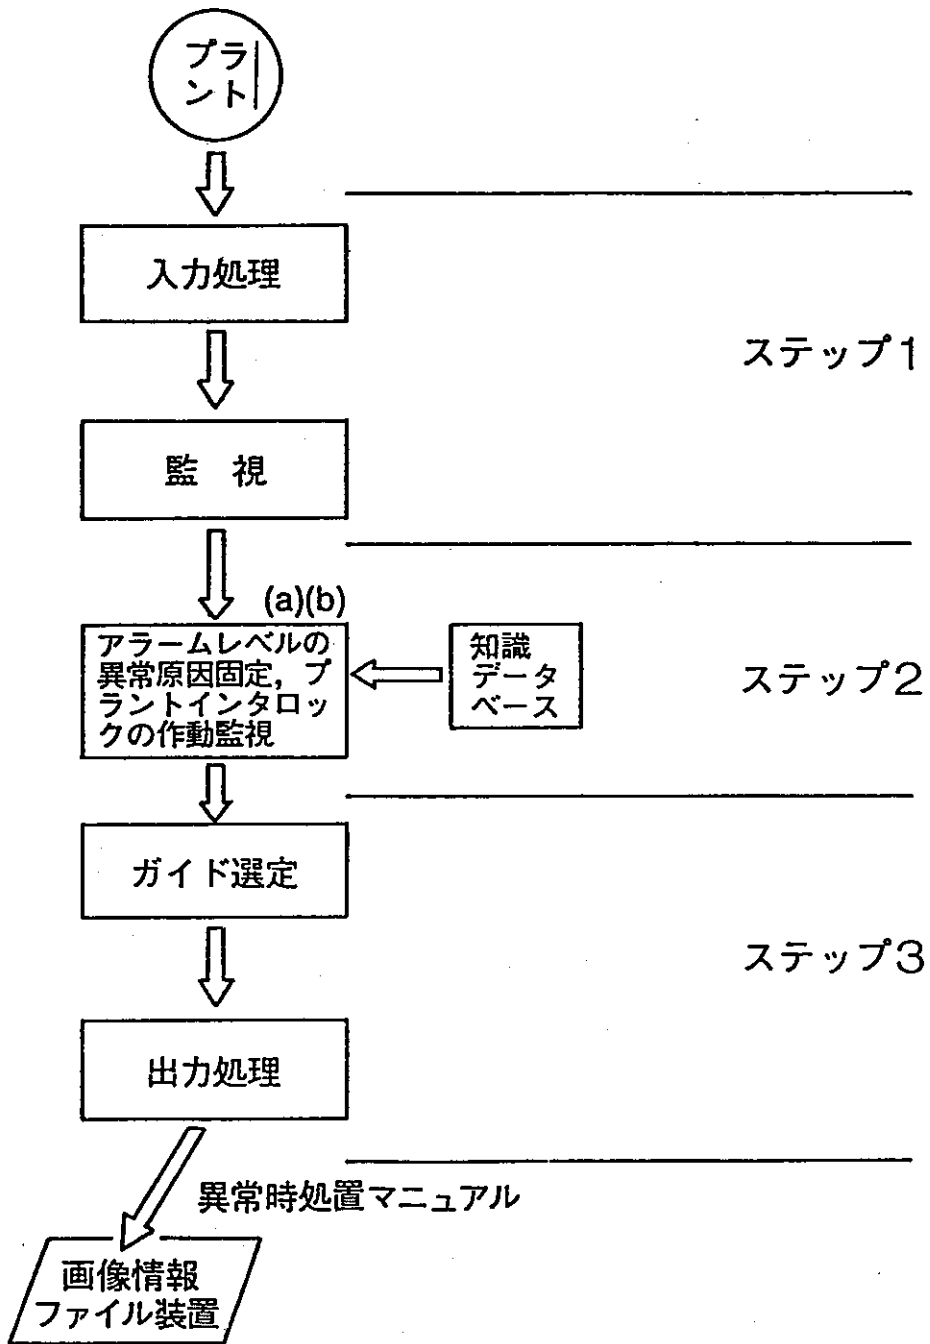 プラ
ント
入力処理
監 視
ステップ1
(a)(b)
アラームレベルの
異常原因固定，プ
ラントインタロッ
クの作動監視
知識
データ
ベース
ステップ2
ガイド選定
出力処理
ステップ3
異常時処置マニュアル
画像情報
ファイル装置